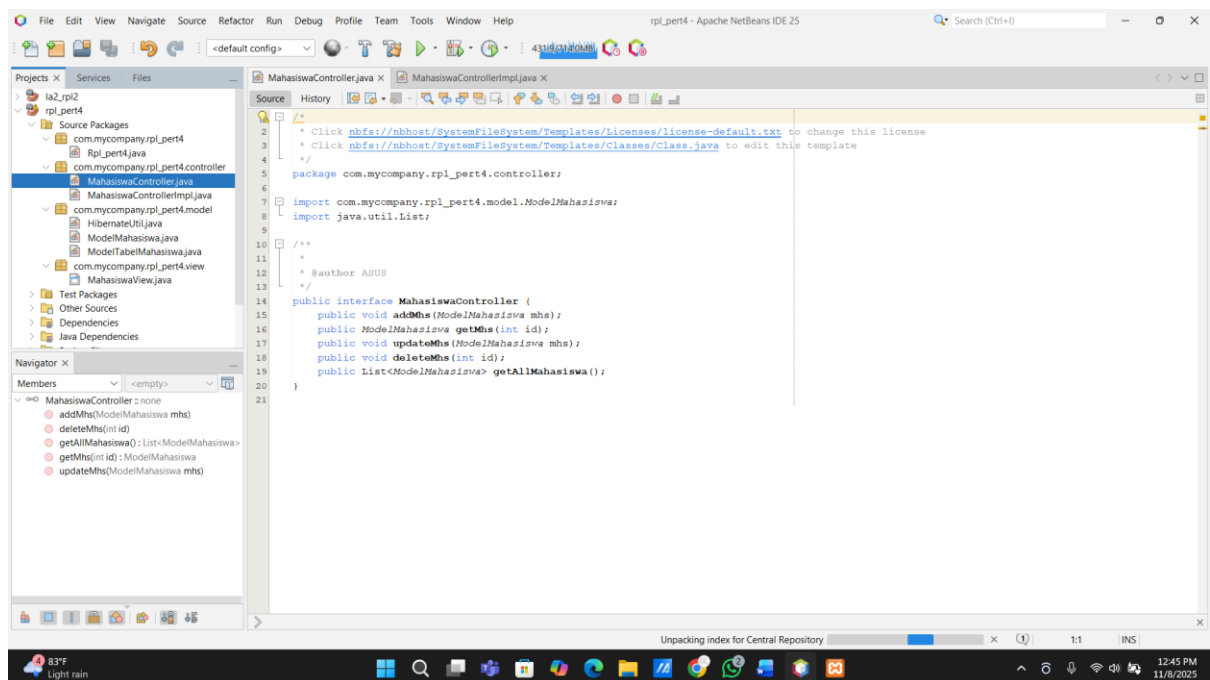 File Edit View Navigate Source Refactor Run Debug Profile Team Tools Window Help rpl_pert4 - Apache NetBeans IDE 25 Search (Ctrl+I)
<default config>
Projects Services Files MahasiswaController.java MahasiswaControllerImpl.java
Source History
la2_rpl2
rpl_pert4
Source Packages
com.mycompany.rpl_pert4
Rpl_pert4.java
com.mycompany.rpl_pert4.controller
MahasiswaController.java
MahasiswaControllerImpl.java
com.mycompany.rpl_pert4.model
HibernateUtil.java
ModelMahasiswa.java
ModelTabelMahasiswa.java
com.mycompany.rpl_pert4.view
MahasiswaView.java
Test Packages
Other Sources
Dependencies
Java Dependencies
Navigator
Members <empty>
MahasiswaController :: none
addMhs(ModelMahasiswa mhs)
deleteMhs(int id)
getAllMahasiswa() : List<ModelMahasiswa>
getMhs(int id) : ModelMahasiswa
updateMhs(ModelMahasiswa mhs)
/*
2 * Click nbfs://nbhost/SystemFileSystem/Templates/Licenses/license-default.txt to change this license
3 * Click nbfs://nbhost/SystemFileSystem/Templates/Classes/Class.java to edit this template
4 */
5 package com.mycompany.rpl_pert4.controller;
6
7 import com.mycompany.rpl_pert4.model.ModelMahasiswa;
8 import java.util.List;
9
10 /**
11 *
12 * @author ASUS
13 */
14 public interface MahasiswaController {
15 public void addMhs(ModelMahasiswa mhs);
16 public ModelMahasiswa getMhs(int id);
17 public void updateMhs(ModelMahasiswa mhs);
18 public void deleteMhs(int id);
19 public List<ModelMahasiswa> getAllMahasiswa();
20 }
21
Unpacking index for Central Repository (1) 1:1 INS
4 83°F
Light rain
2
12:45 PM
11/8/2025